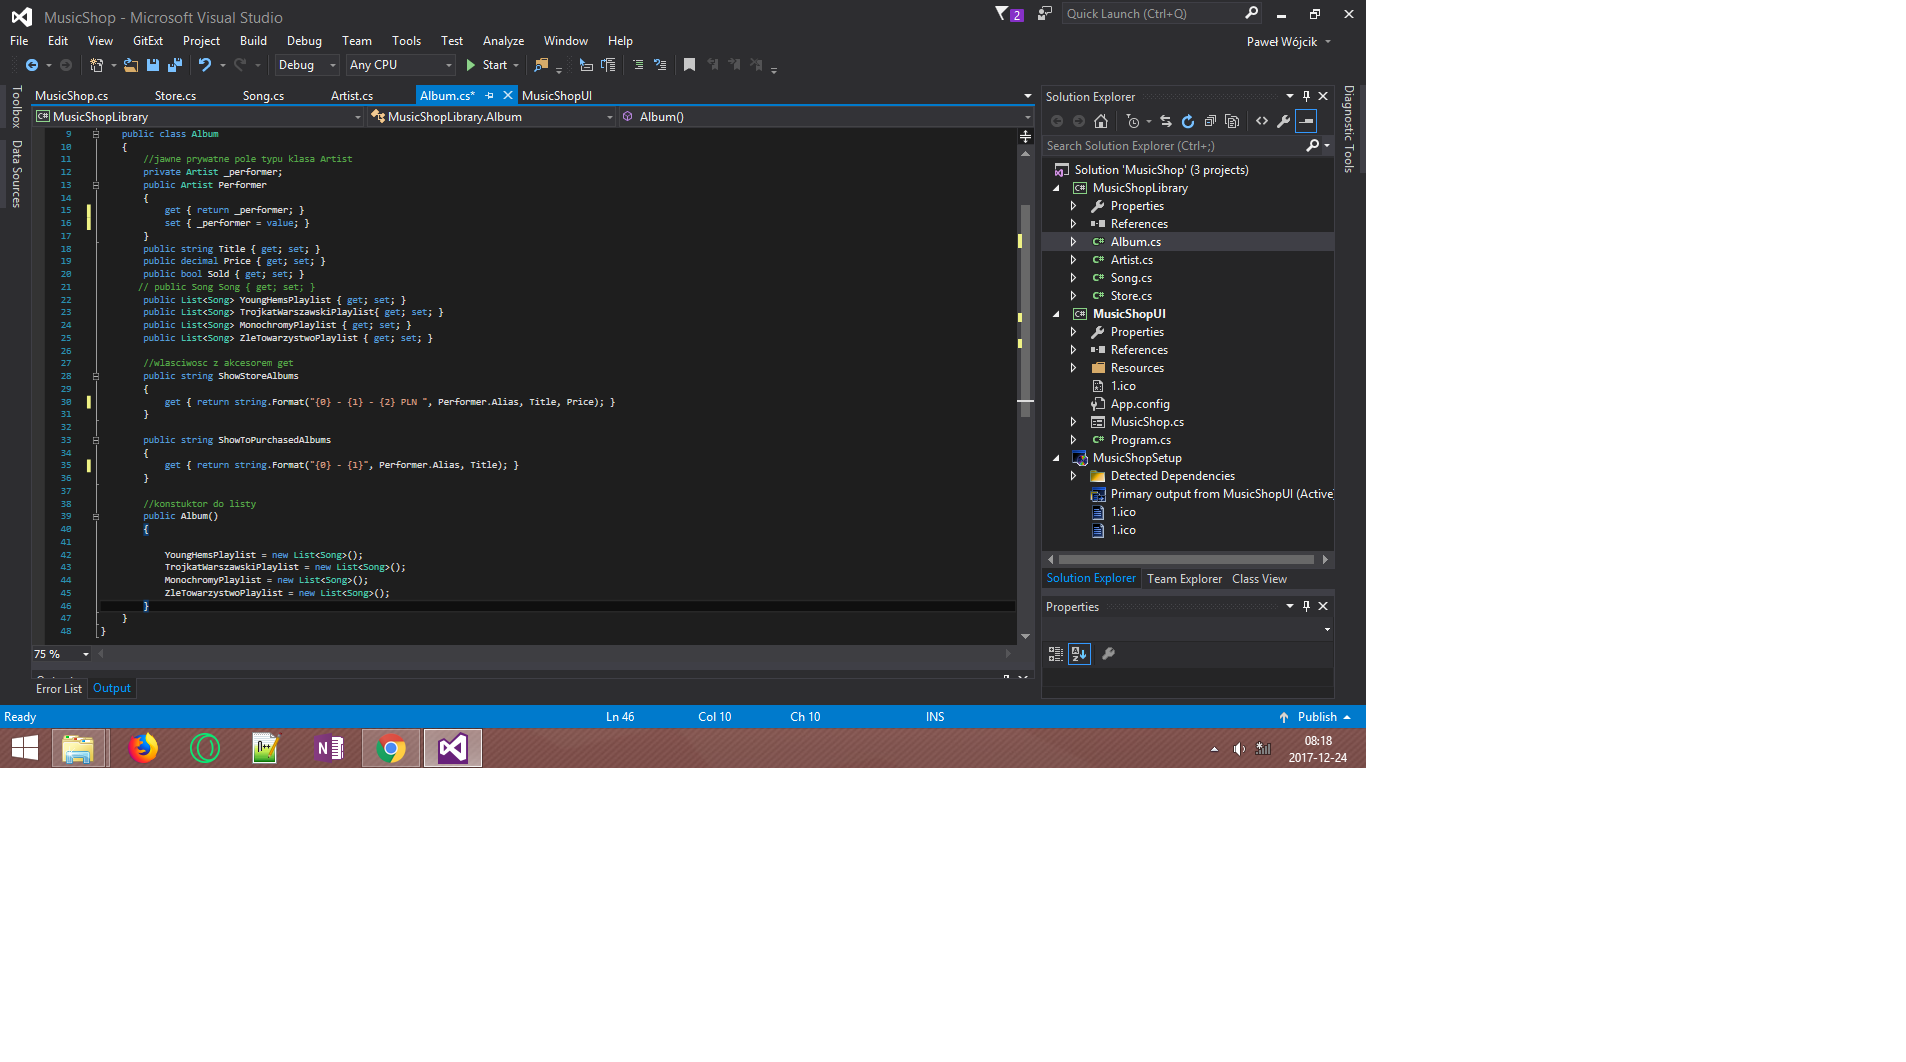 MusicShop - Microsoft Visual Studio
2
Quick Launch (Ctrl+Q)
File Edit View GitExt Project Build Debug Team Tools Test Analyze Window Help
Paweł Wójcik
Debug Any CPU Start
MusicShop.cs Store.cs Song.cs Artist.cs Album.cs* MusicShopUI
MusicShopLibrary MusicShopLibrary.Album Album()
Toolbox
Data Sources
9 public class Album
10 {
11 //jawne prywatne pole typu klasa Artist
12 private Artist _performer;
13 public Artist Performer
14 {
15 get { return _performer; }
16 set { _performer = value; }
17 }
18 public string Title { get; set; }
19 public decimal Price { get; set; }
20 public bool Sold { get; set; }
21 // public Song Song { get; set; }
22 public List<Song> YoungHemsPlaylist { get; set; }
23 public List<Song> TrojkatWarszawskiPlaylist{ get; set; }
24 public List<Song> MonochromyPlaylist { get; set; }
25 public List<Song> ZleTowarzystwoPlaylist { get; set; }
26
27 //wlasciwosc z akcesorem get
28 public string ShowStoreAlbums
29 {
30 get { return string.Format("{0} - {1} - {2} PLN ", Performer.Alias, Title, Price); }
31 }
32
33 public string ShowToPurchasedAlbums
34 {
35 get { return string.Format("{0} - {1}", Performer.Alias, Title); }
36 }
37
38 //konstuktor do listy
39 public Album()
40 {
41
42 YoungHemsPlaylist = new List<Song>();
43 TrojkatWarszawskiPlaylist = new List<Song>();
44 MonochromyPlaylist = new List<Song>();
45 ZleTowarzystwoPlaylist = new List<Song>();
46 }
47 }
48 }
75 %
Error List Output
Solution Explorer
Search Solution Explorer (Ctrl+;)
Solution 'MusicShop' (3 projects)
C# MusicShopLibrary
Properties
References
C# Album.cs
C# Artist.cs
C# Song.cs
C# Store.cs
C# MusicShopUI
Properties
References
Resources
1.ico
App.config
MusicShop.cs
C# Program.cs
MusicShopSetup
Detected Dependencies
Primary output from MusicShopUI (Active)
1.ico
1.ico
Solution Explorer Team Explorer Class View
Properties
Diagnostic Tools
Ready Ln 46 Col 10 Ch 10 INS Publish
08:18
2017-12-24